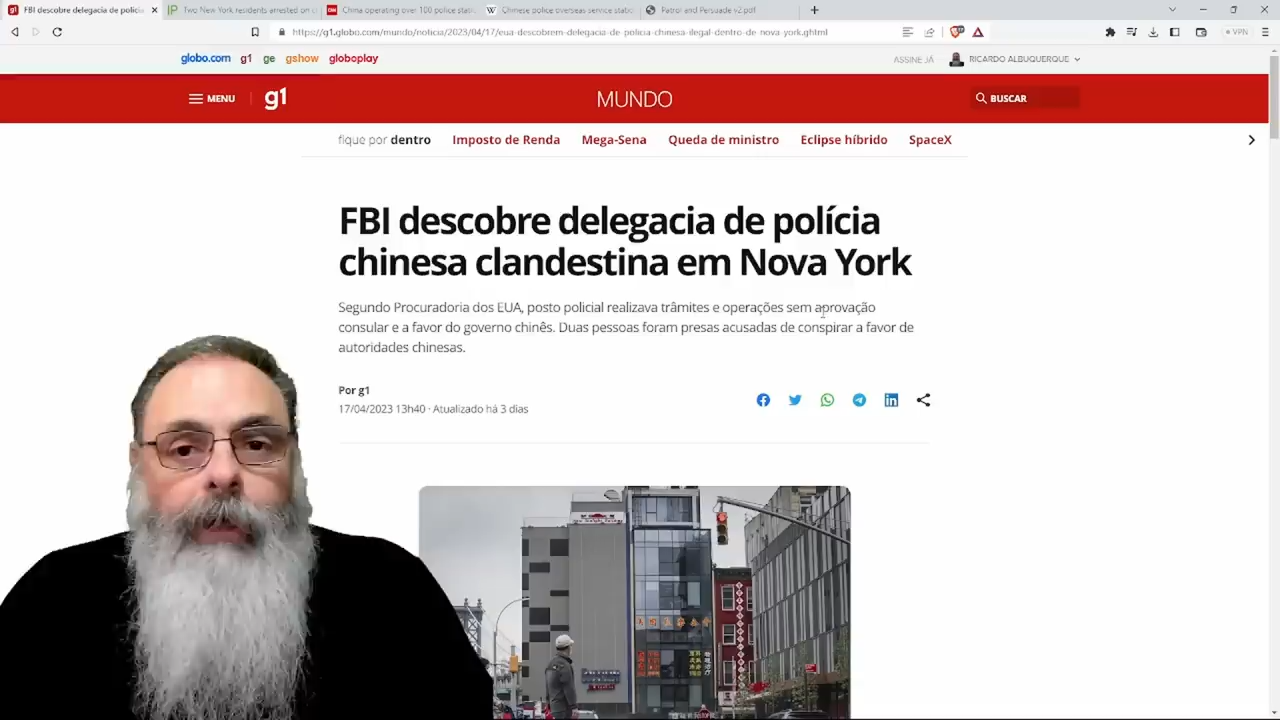 FBI descobre delegacia de políci
Two New York residents arrested on c
China operating over 100 police stati
Chinese police overseas service statio
Patrol and Persuade v2.pdf
https://g1.globo.com/mundo/noticia/2023/04/17/eua-descobrem-delegacia-de-policia-chinesa-ilegal-dentro-de-nova-york.ghtml
VPN
globo.com g1 ge gshow globoplay
ASSINE JÁ
RICARDO ALBUQUERQUE
MENU
g1
MUNDO
BUSCAR
fique por dentro
Imposto de Renda
Mega-Sena
Queda de ministro
Eclipse híbrido
SpaceX
FBI descobre delegacia de polícia
chinesa clandestina em Nova York
Segundo Procuradoria dos EUA, posto policial realizava trâmites e operações sem aprovação
consular e a favor do governo chinês. Duas pessoas foram presas acusadas de conspirar a favor de
autoridades chinesas.
Por g1
17/04/2023 13h40 · Atualizado há 3 dias